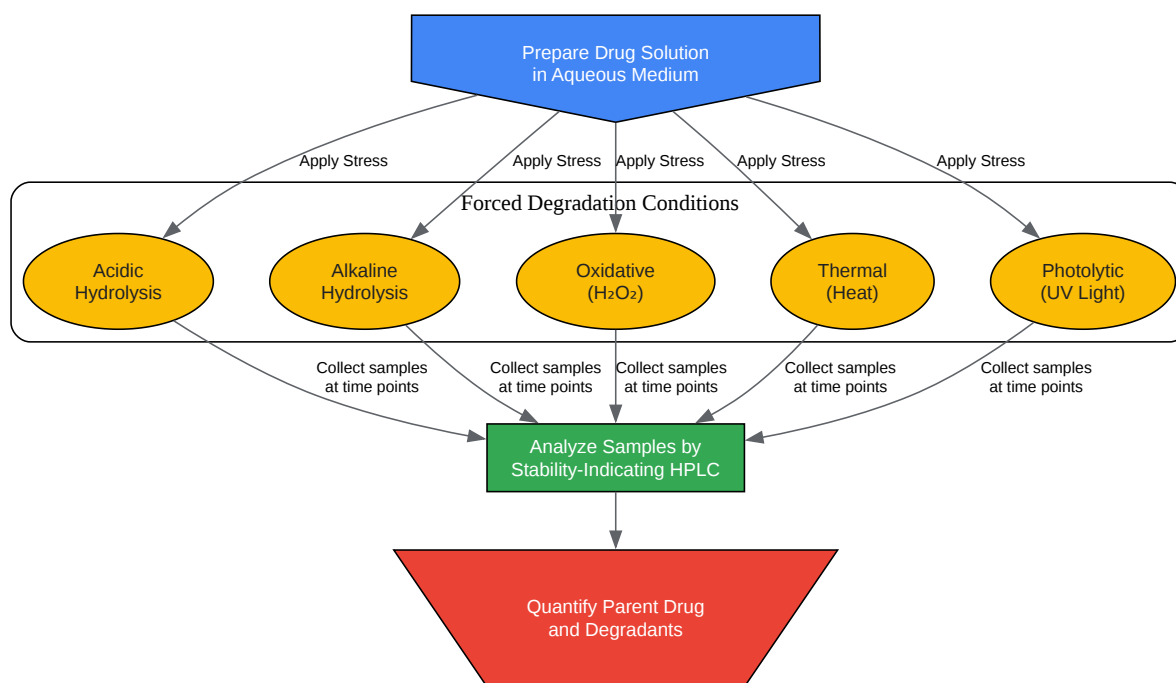 Prepare Drug Solution
in Aqueous Medium
Apply Stress
Apply Stress
Apply Stress
Apply Stress
Apply Stress
Forced Degradation Conditions
Acidic
Hydrolysis
Alkaline
Hydrolysis
Oxidative
(H₂O₂)
Thermal
(Heat)
Photolytic
(UV Light)
Collect samples
at time points
Collect samples
at time points
Collect samples
at time points
Collect samples
at time points
Collect samples
at time points
Analyze Samples by
Stability-Indicating HPLC
Quantify Parent Drug
and Degradants